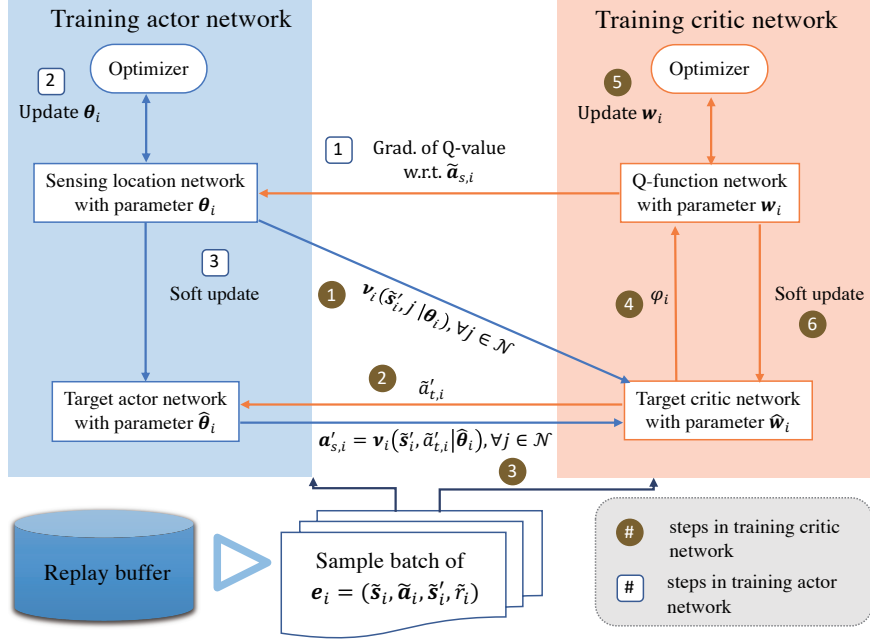 Training actor network
Training critic network
2
Optimizer
Update θ_i
5
Optimizer
Update w_i
1
Grad. of Q-value
w.r.t. ã_{s,i}
Sensing location network
with parameter θ_i
Q-function network
with parameter w_i
3
Soft update
1
ν_i(s̃′_i, j |θ_i), ∀j ∈ 𝒩
4
φ_i
Soft update
6
2
ã′_{t,i}
Target actor network
with parameter θ̂_i
Target critic network
with parameter ŵ_i
a′_{s,i} = ν_i(s̃′_i, ã′_{t,i}|θ̂_i), ∀j ∈ 𝒩
3
Replay buffer
Sample batch of
e_i = (s̃_i, ã_i, s̃′_i, r̃_i)
# steps in training critic
network
# steps in training actor
network